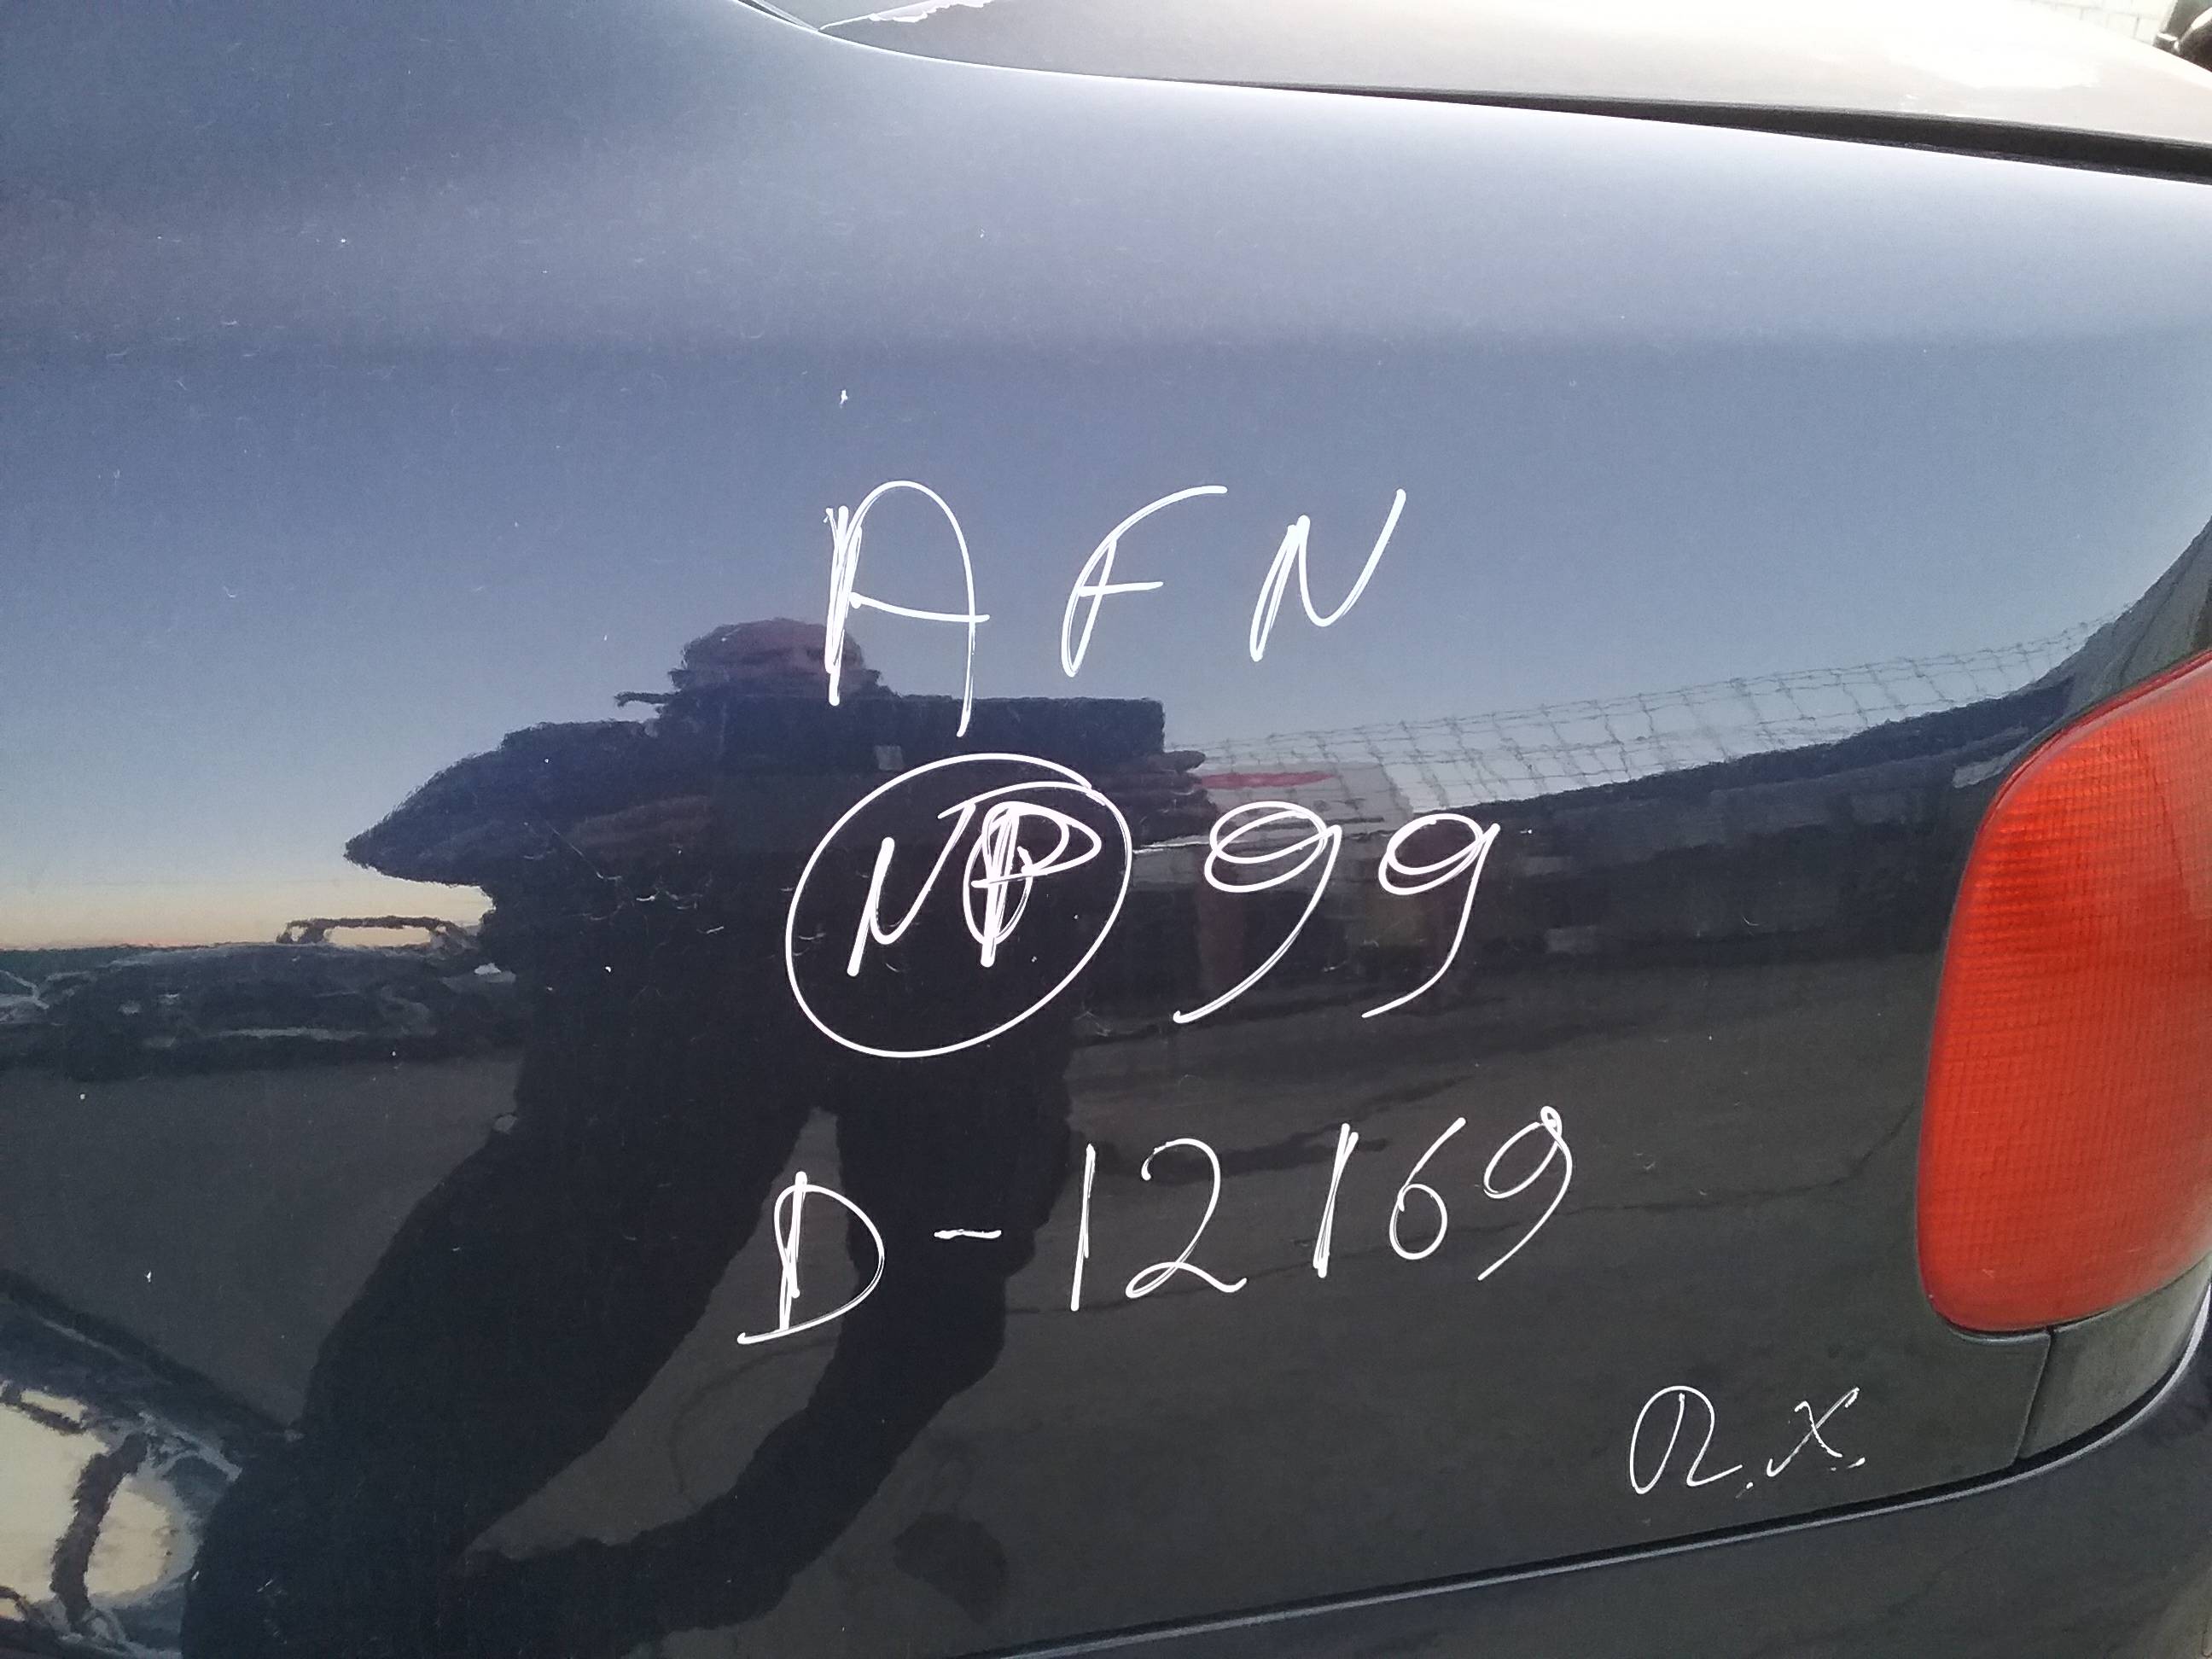 AFN
NP 99
D-12169
R.X.